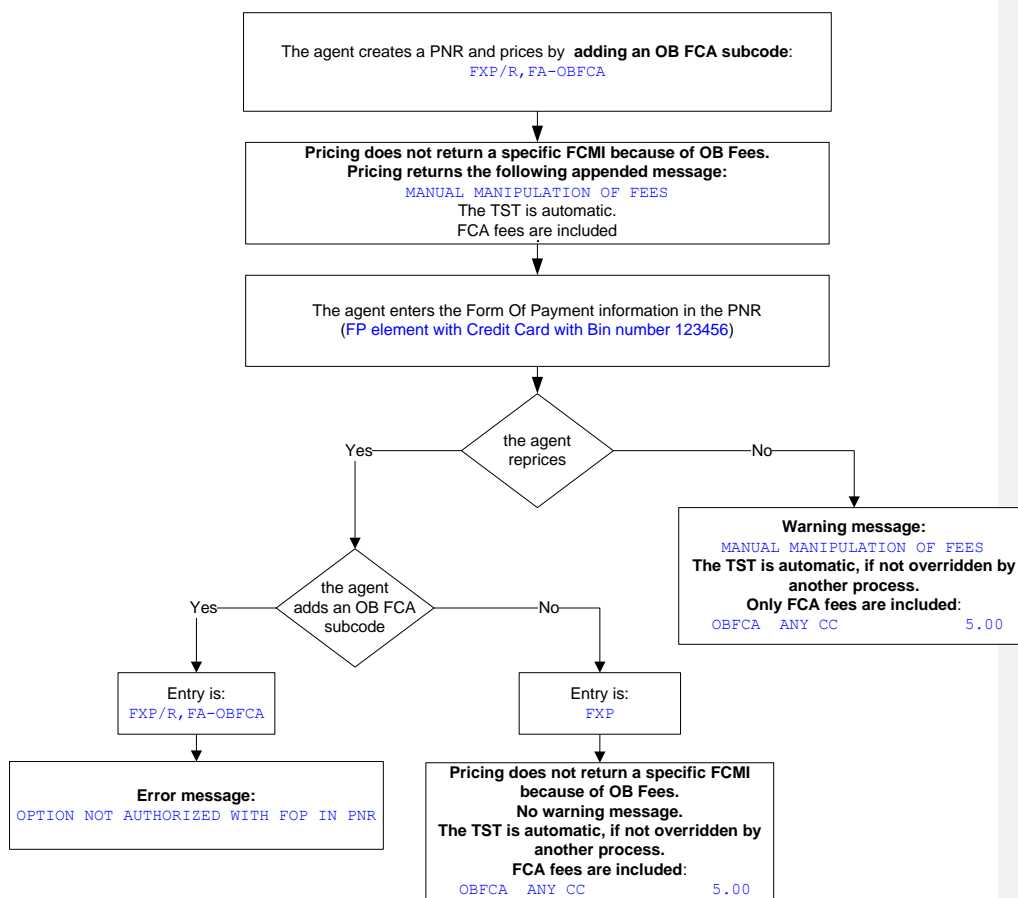 The agent creates a PNR and prices by adding an OB FCA subcode:
FXP/R,FA-OBFCA
Pricing does not return a specific FCMI because of OB Fees.
Pricing returns the following appended message:
MANUAL MANIPULATION OF FEES
The TST is automatic.
FCA fees are included
The agent enters the Form Of Payment information in the PNR
(FP element with Credit Card with Bin number 123456)
the agent
reprices
Yes
No
Warning message:
MANUAL MANIPULATION OF FEES
The TST is automatic, if not overridden by
another process.
Only FCA fees are included:
OBFCA ANY CC 5.00
the agent
adds an OB FCA
subcode
Yes
No
Entry is:
FXP/R,FA-OBFCA
Entry is:
FXP
Error message:
OPTION NOT AUTHORIZED WITH FOP IN PNR
Pricing does not return a specific FCMI
because of OB Fees.
No warning message.
The TST is automatic, if not overridden by
another process.
FCA fees are included:
OBFCA ANY CC 5.00